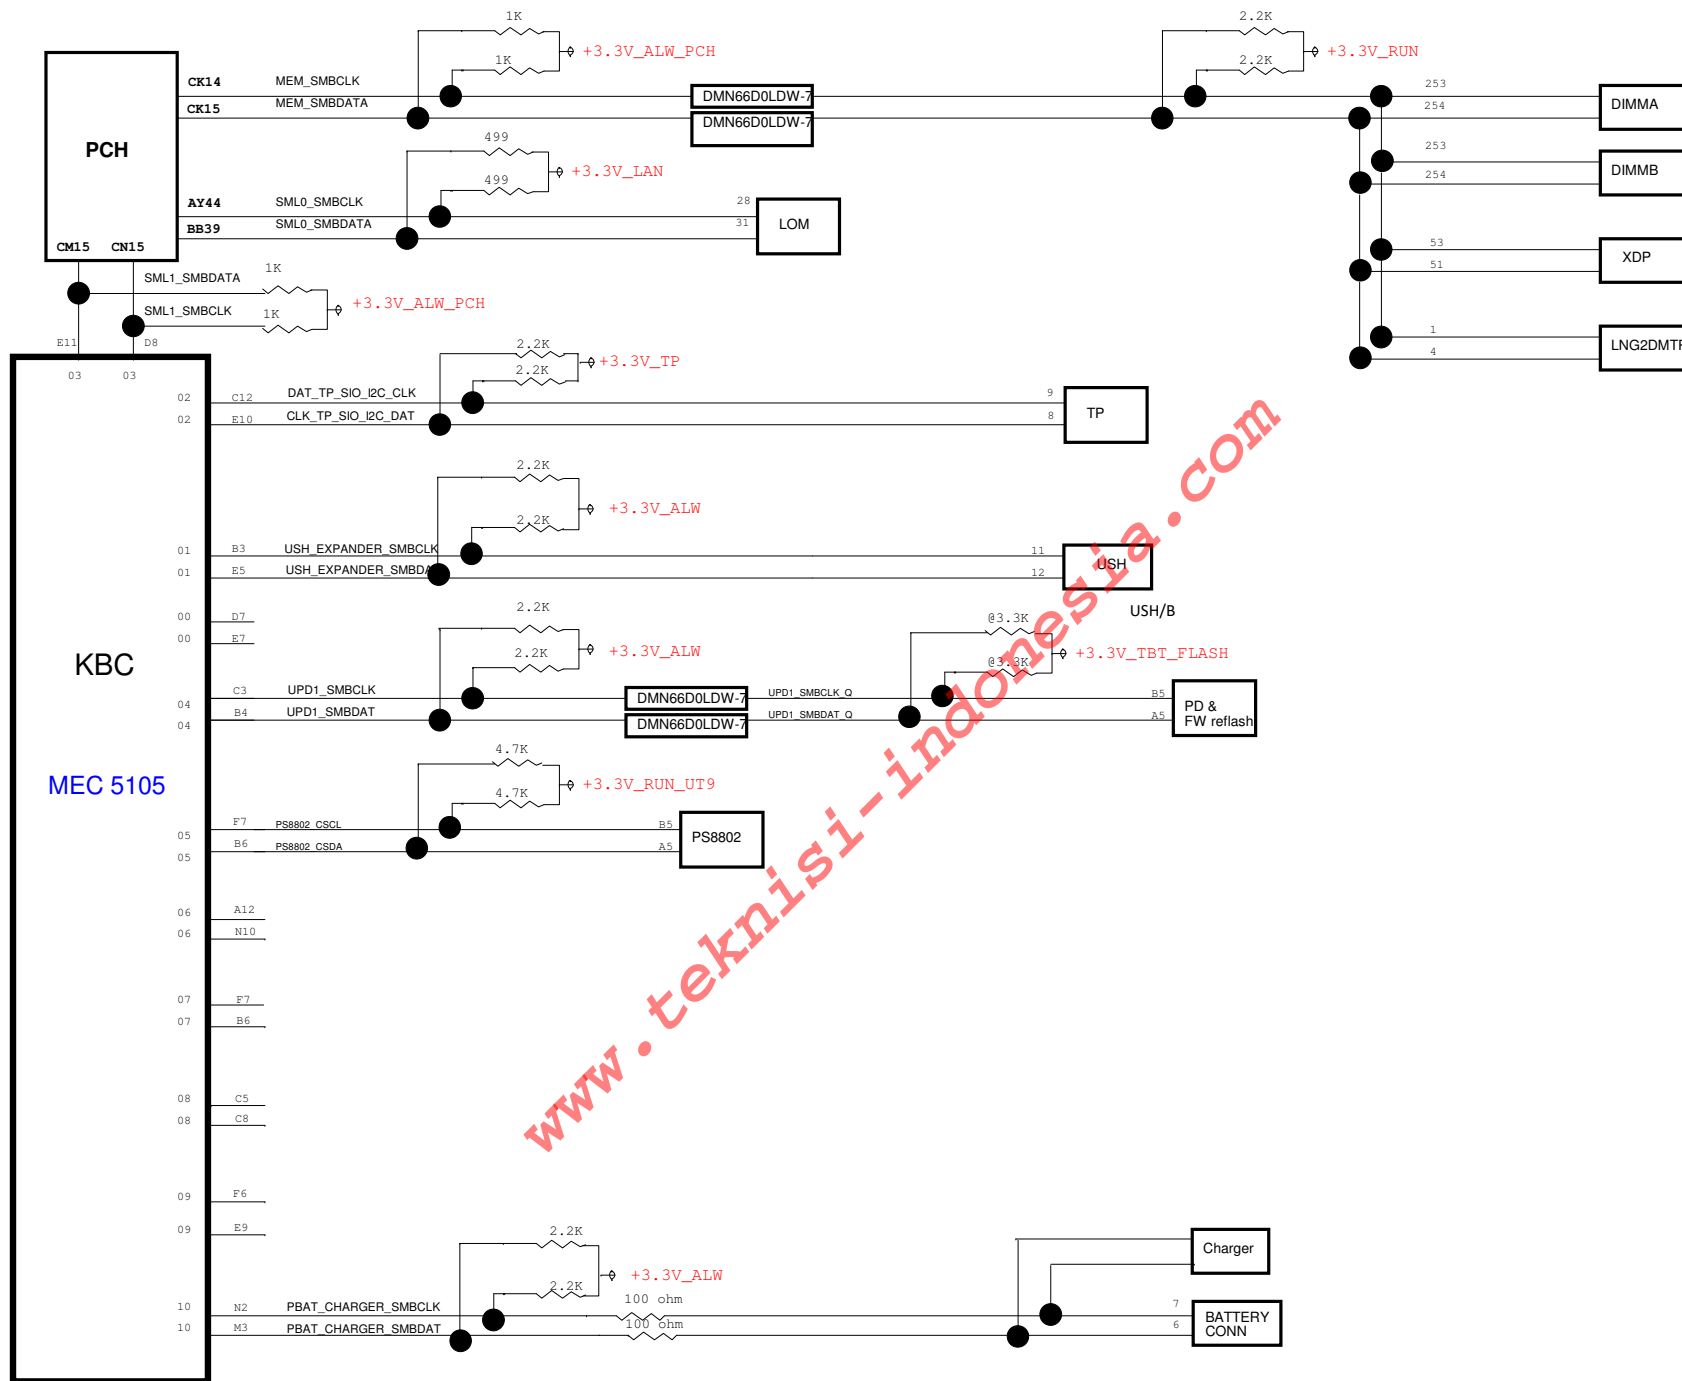 1K
+3.3V_ALW_PCH
1K
2.2K
+3.3V_RUN
2.2K
PCH
CK14 MEM_SMBCLK
CK15 MEM_SMBDATA
DMN66D0LDW-7
DMN66D0LDW-7
253
254
DIMMA
499
+3.3V_LAN
499
253
254
DIMMB
AY44 SML0_SMBCLK 28
BB39 SML0_SMBDATA 31
LOM
CM15 CN15
53
51
XDP
SML1_SMBDATA 1K
+3.3V_ALW_PCH
SML1_SMBCLK 1K
1
4
LNG2DMTR
E11 D8
03 03
2.2K
+3.3V_TP
2.2K
02 C12 DAT_TP_SIO_I2C_CLK 9
02 E10 CLK_TP_SIO_I2C_DAT 8
TP
2.2K
+3.3V_ALW
2.2K
01 B3 USH_EXPANDER_SMBCLK 11
01 E5 USH_EXPANDER_SMBDA 12
USH
USH/B
00 D7
00 E7
KBC
2.2K
+3.3V_ALW
2.2K
@3.3K
+3.3V_TBT_FLASH
@3.3K
04 C3 UPD1_SMBCLK DMN66D0LDW-7 UPD1_SMBCLK_Q B5
04 B4 UPD1_SMBDAT DMN66D0LDW-7 UPD1_SMBDAT_Q A5
PD &
FW reflash
MEC 5105
4.7K
+3.3V_RUN_UT9
4.7K
05 F7 PS8802_CSCL B5
05 B6 PS8802_CSDA A5
PS8802
06 A12
06 N10
07 F7
07 B6
08 C5
08 C8
09 F6
09 E9
2.2K
+3.3V_ALW
2.2K
Charger
10 N2 PBAT_CHARGER_SMBCLK 100 ohm 7
10 M3 PBAT_CHARGER_SMBDAT 100 ohm 6
BATTERY
CONN
www.teknisi-indonesia.com